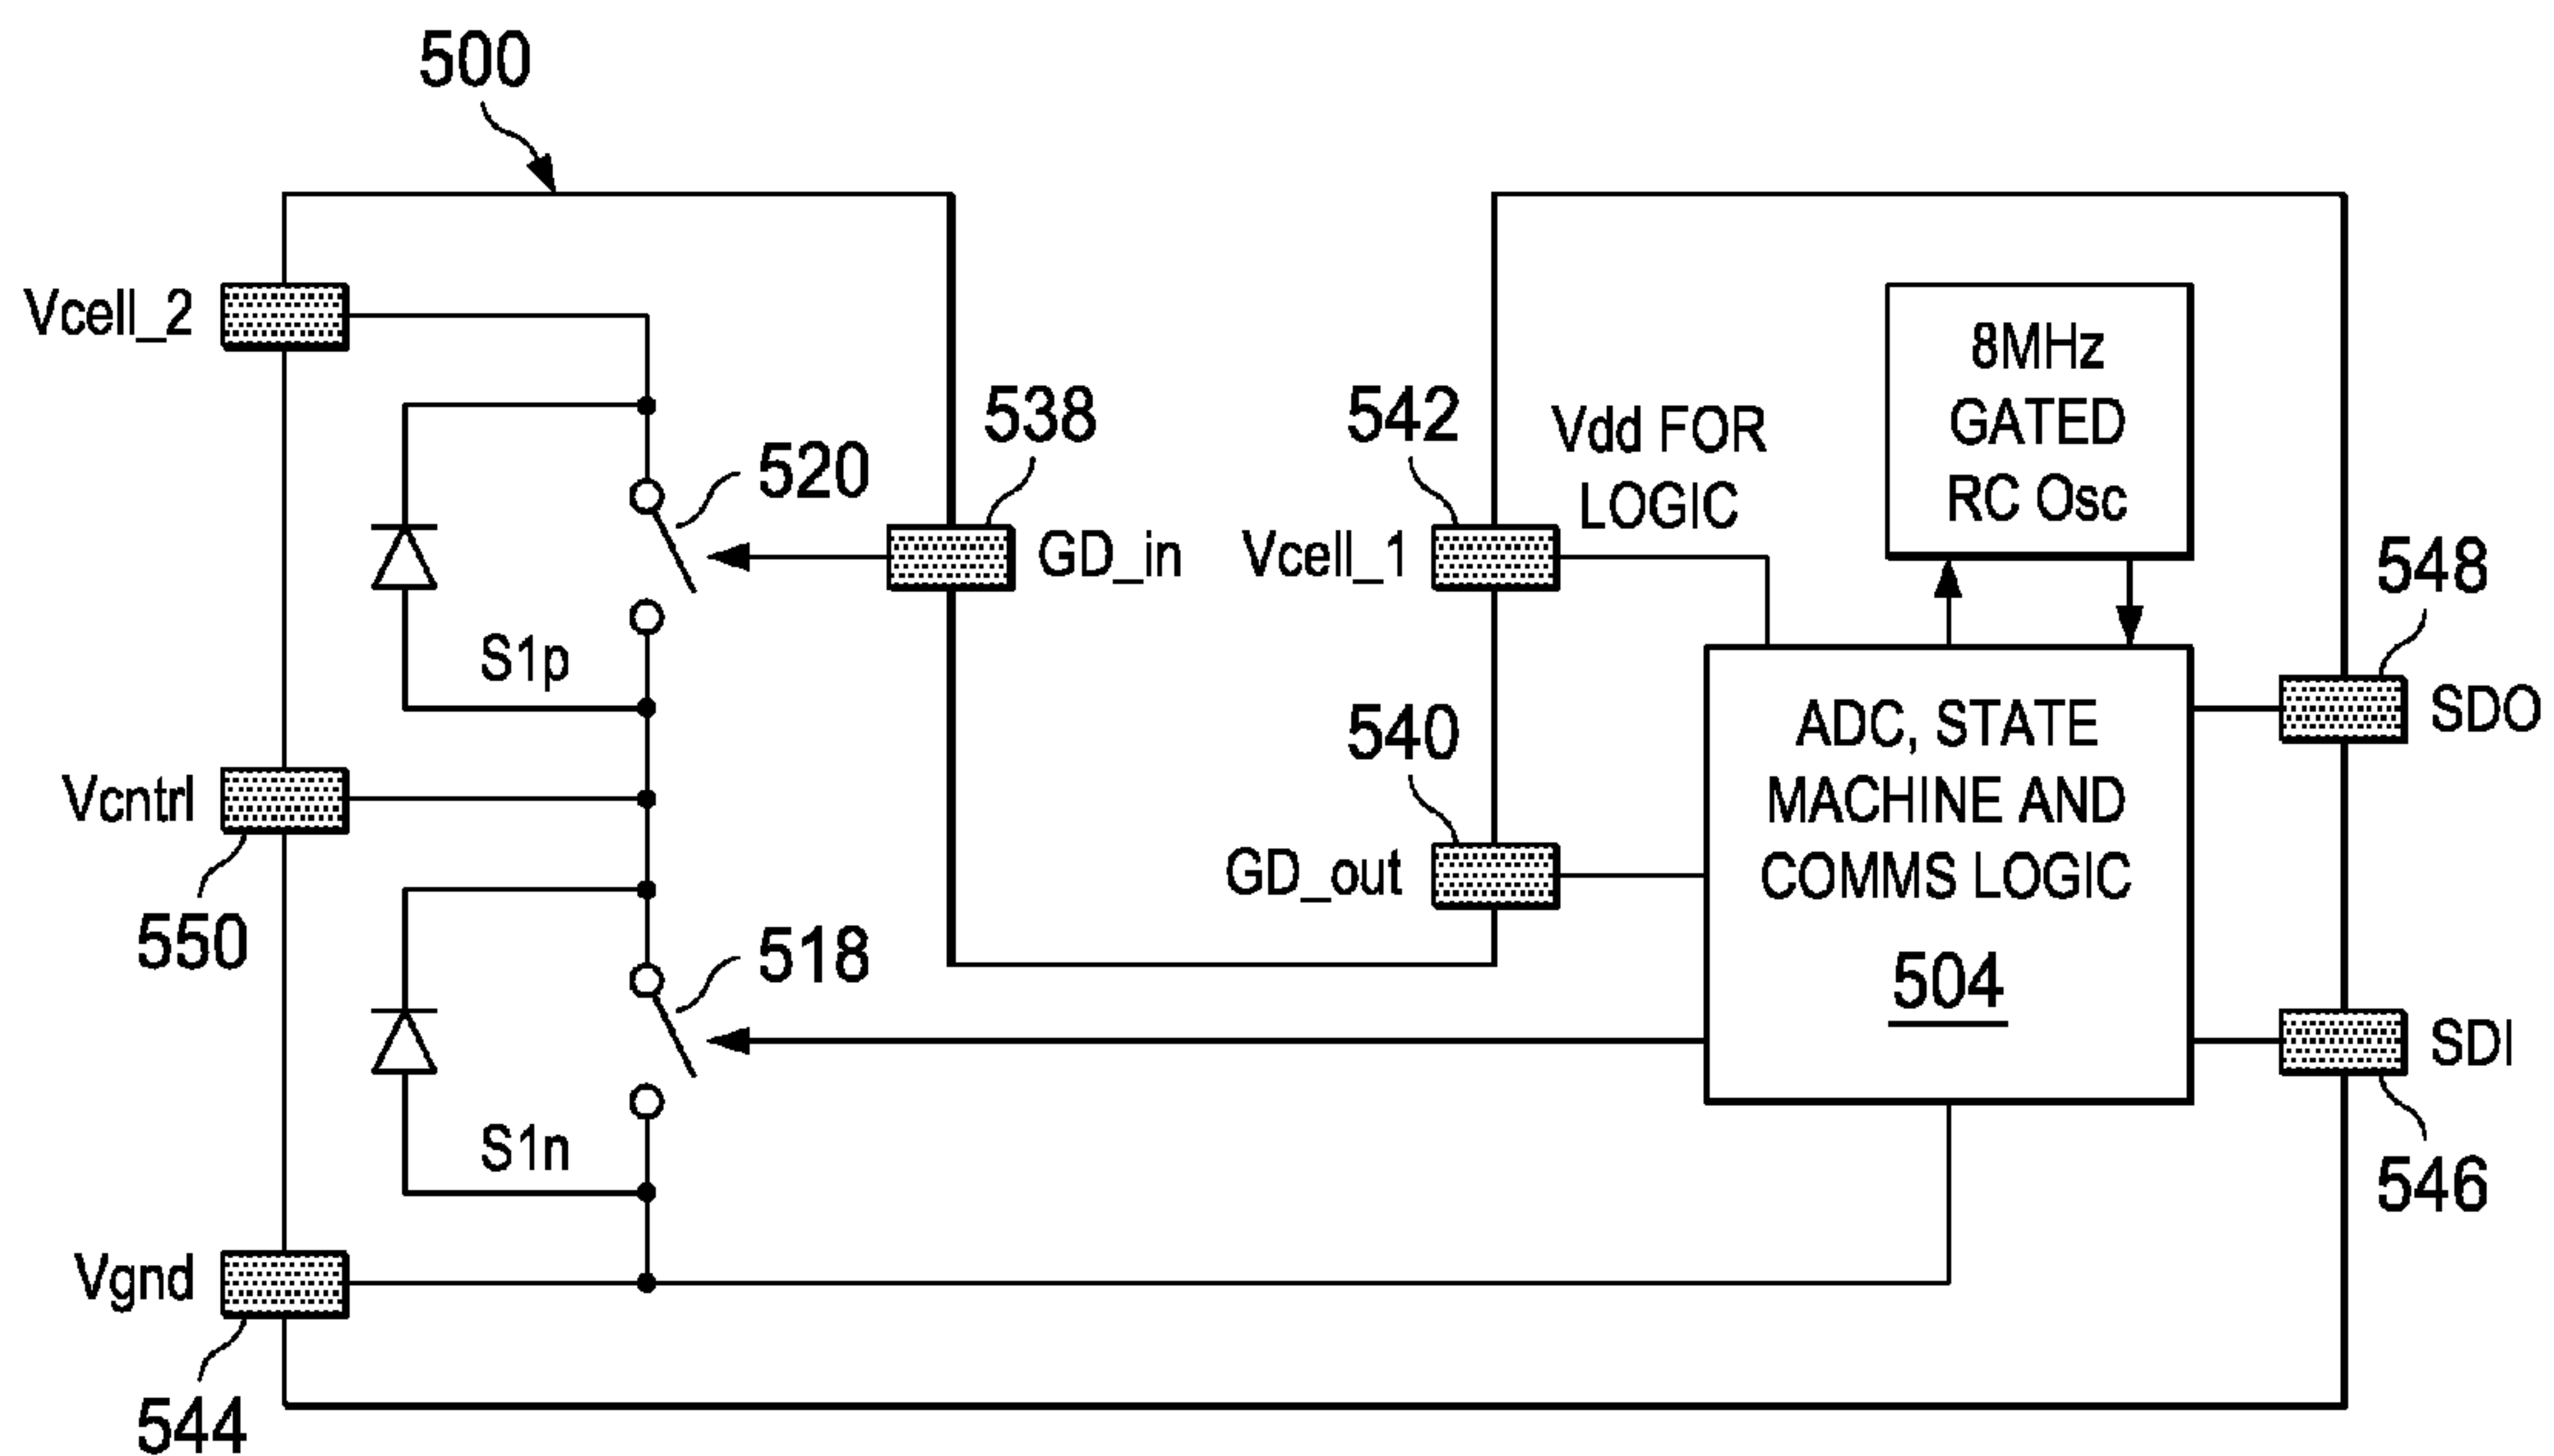 500
Vcell_2
8MHz
GATED
RC Osc
538
542
Vdd FOR
LOGIC
520
GD_in
Vcell_1
548
S1p
540
ADC, STATE
MACHINE AND
COMMS LOGIC
504
SDO
Vcntrl
550
GD_out
518
SDI
S1n
546
Vgnd
544